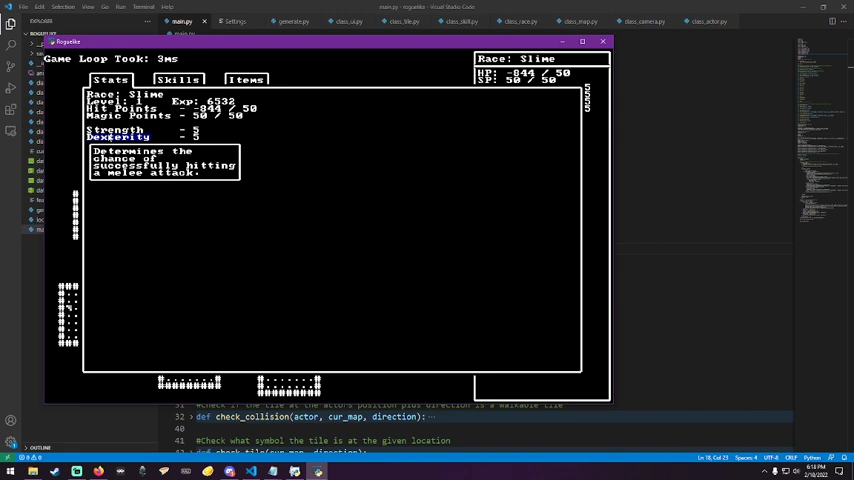 File Edit Selection View Go Run Terminal Help
main.py - roguelike - Visual Studio Code
main.py Settings generate.py class_ui.py class_tile.py class_skill.py class_race.py class_map.py class_camera.py class_actor.py
Roguelike
Game Loop Took: 3ms
Race: Slime
HP: -844 / 50
SP: 50 / 50
Stats Skills Items
Race: Slime
Level: 1 Exp: 6532
Hit Points - -844 / 50
Magic Points - 50 / 50
Strength - 5
Dexterity - 5
Determines the
chance of
successfully hitting
a melee attack.
31 #Check if the tile at the actors position plus direction is a walkable tile
32 def check_collision(actor, cur_map, direction):
40
41 #Check what symbol the tile is at the given location
OUTLINE
Ln 18, Col 23 Spaces: 4 UTF-8 CRLF Python
6:18 PM
2/18/2022